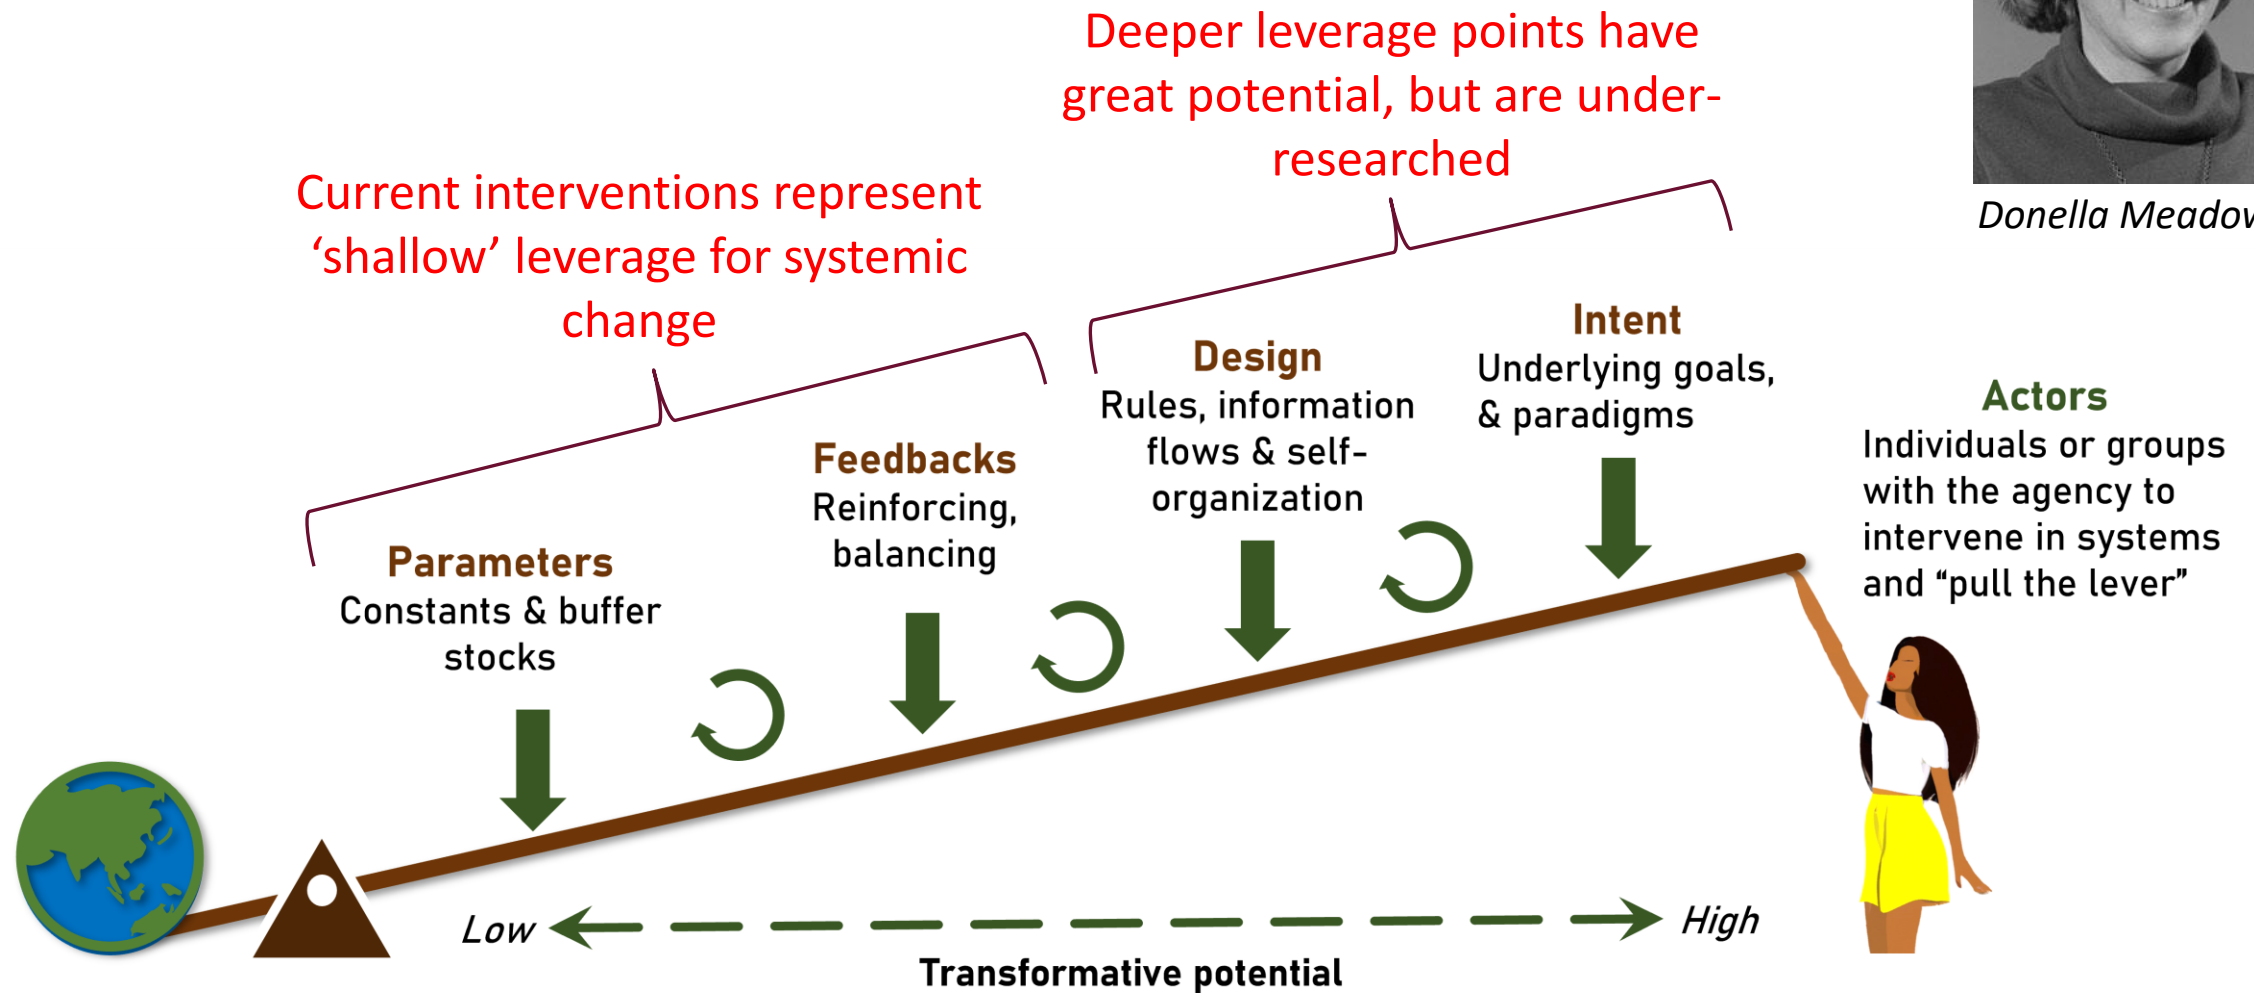 Deeper leverage points have
great potential, but are under-
researched
Current interventions represent
‘shallow’ leverage for systemic
change
Donella Meadow
Intent
Underlying goals,
& paradigms
Design
Rules, information
flows & self-
organization
Actors
Individuals or groups
with the agency to
intervene in systems
and “pull the lever”
Feedbacks
Reinforcing,
balancing
Parameters
Constants & buffer
stocks
Low
High
Transformative potential